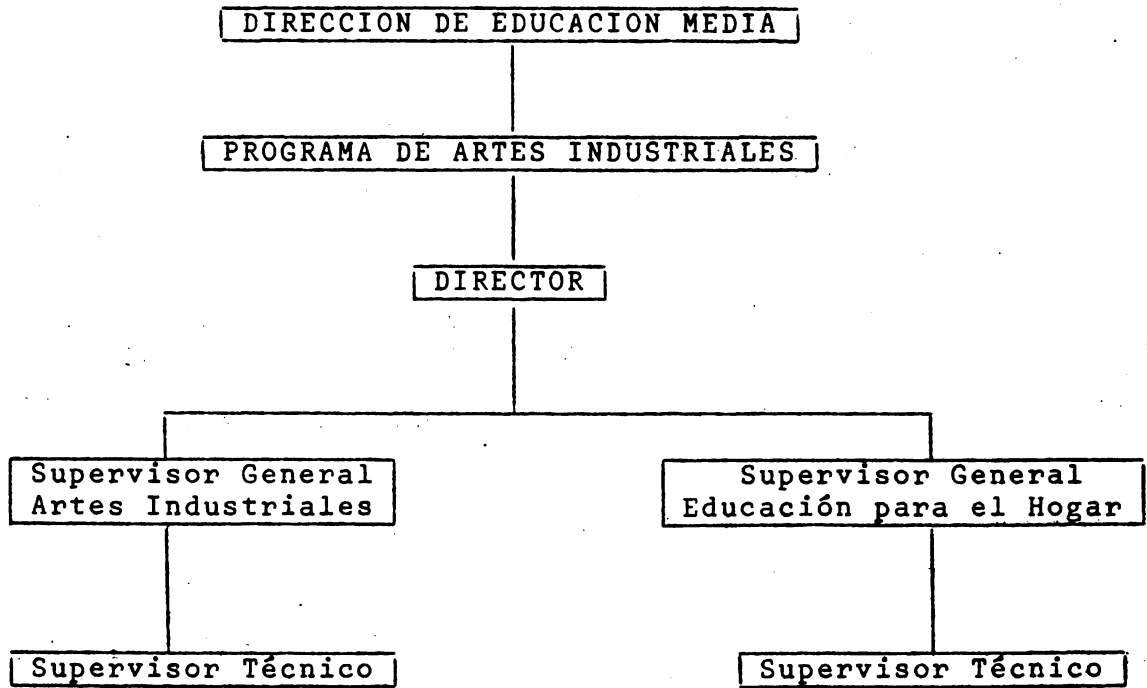 DIRECCION DE EDUCACION MEDIA
PROGRAMA DE ARTES INDUSTRIALES
DIRECTOR
Supervisor General
Artes Industriales
Supervisor General
Educación para el Hogar
Supervisor Técnico
Supervisor Técnico